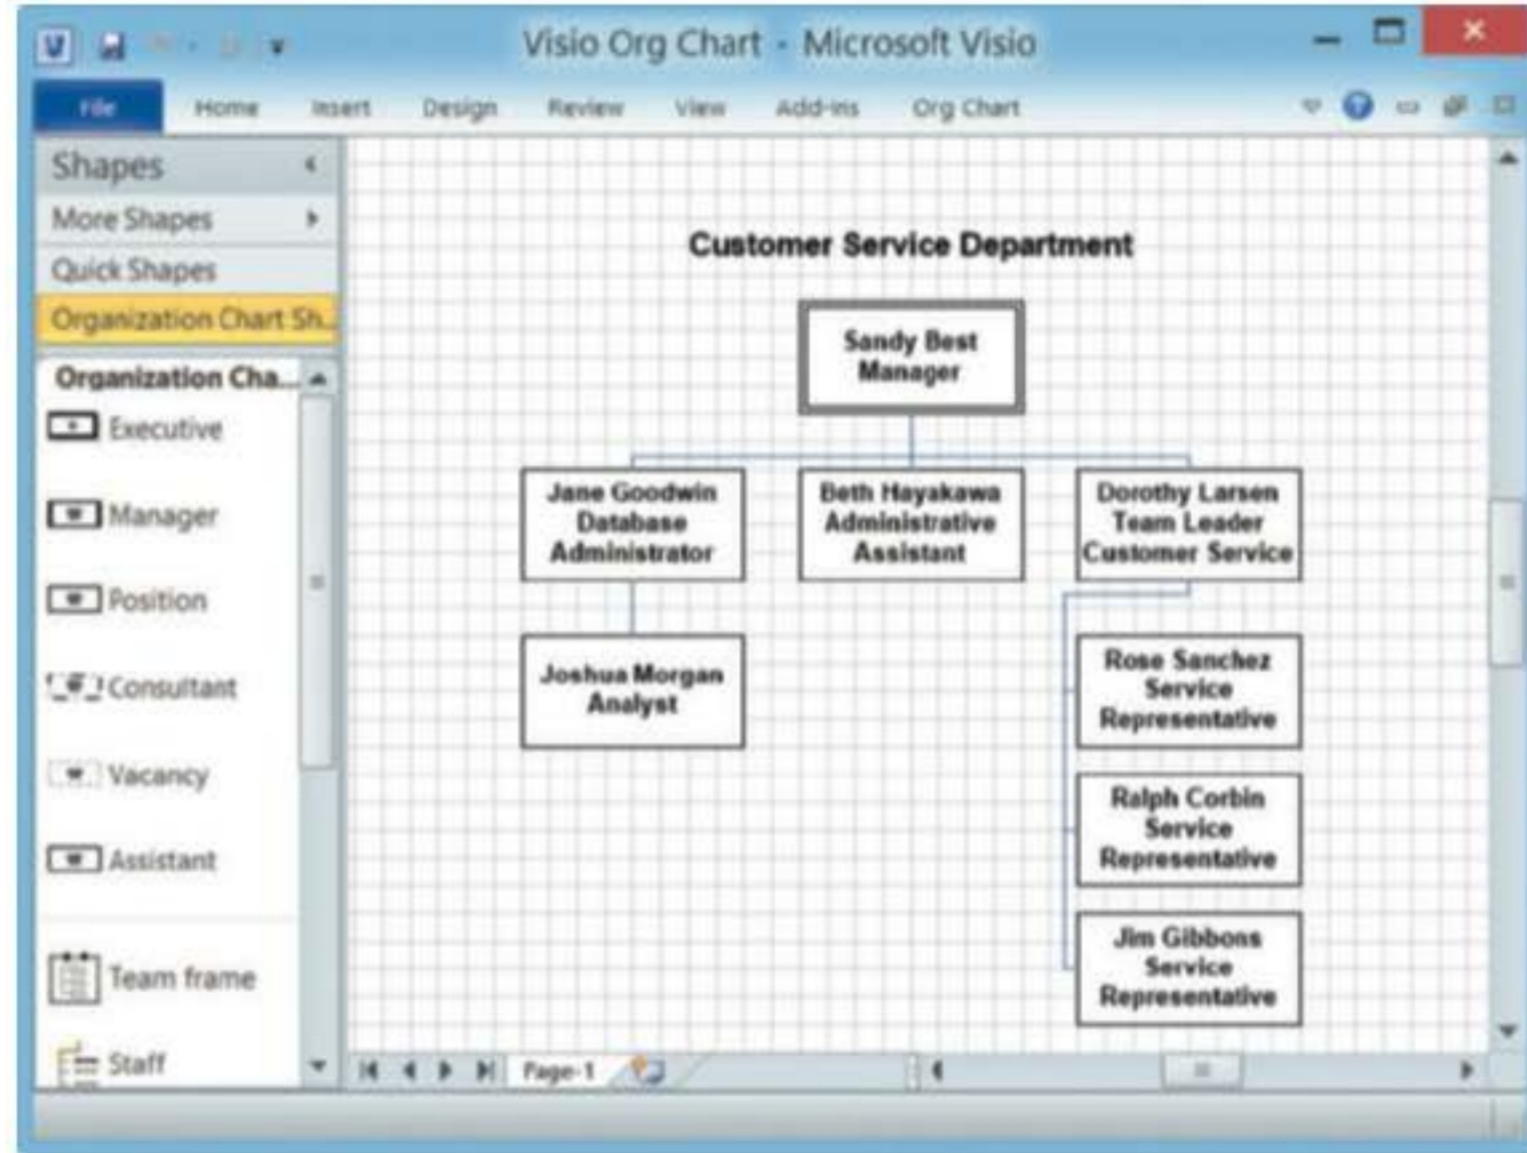 Visio Org Chart - Microsoft Visio
File Home Insert Design Review View Add-Ins Org Chart
Shapes
More Shapes
Quick Shapes
Organization Chart Sh...
Organization Cha...
Executive
Manager
Position
Consultant
Vacancy
Assistant
Team frame
Staff
Customer Service Department
Sandy Best
Manager
Jane Goodwin
Database
Administrator
Beth Hayakawa
Administrative
Assistant
Dorothy Larsen
Team Leader
Customer Service
Joshua Morgan
Analyst
Rose Sanchez
Service
Representative
Ralph Corbin
Service
Representative
Jim Gibbons
Service
Representative
Page-1